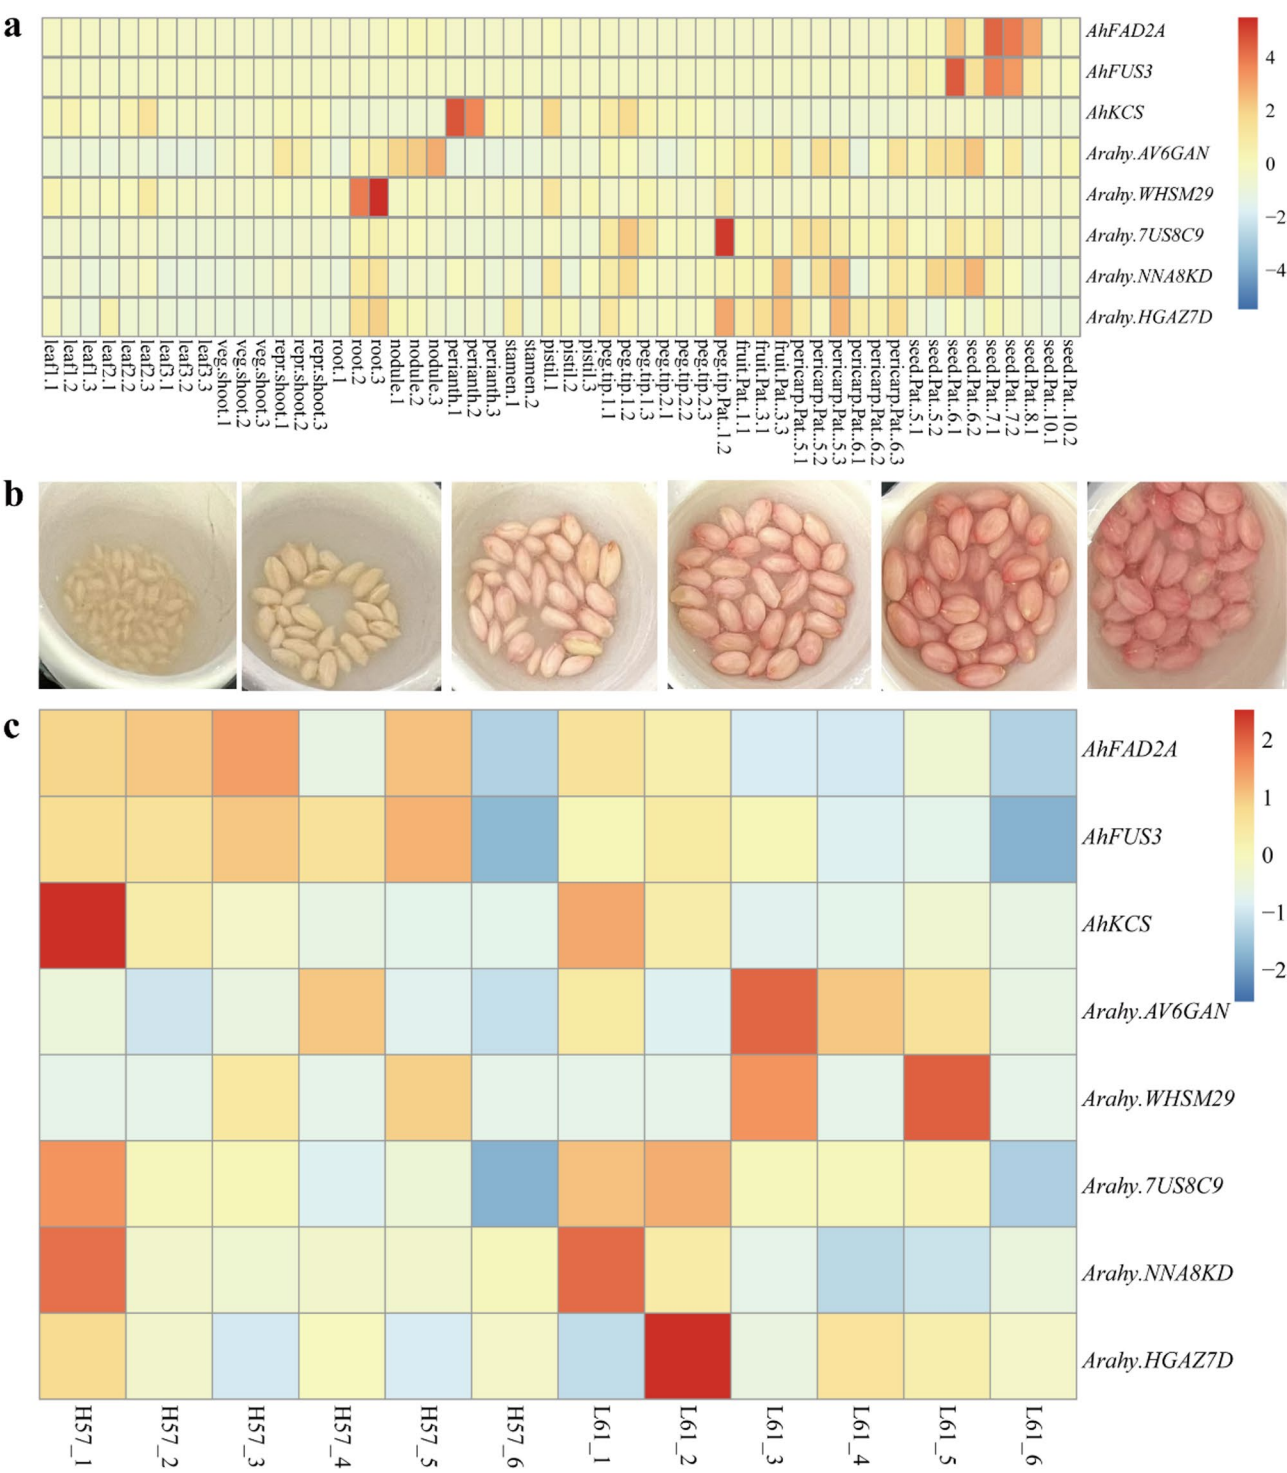 a
AhFAD2A
AhFUS3
AhKCS
Arahy.AV6GAN
Arahy.WHSM29
Arahy.7US8C9
Arahy.NNA8KD
Arahy.HGAZ7D
4
2
0
−2
−4
leaf1.1
leaf1.2
leaf1.3
leaf2.1
leaf2.2
leaf2.3
leaf3.1
leaf3.2
leaf3.3
veg.shoot.1
veg.shoot.2
veg.shoot.3
repr.shoot.1
repr.shoot.2
repr.shoot.3
root.1
root.2
root.3
nodule.1
nodule.2
nodule.3
perianth.1
perianth.2
perianth.3
stamen.1
stamen.2
pistil.1
pistil.2
pistil.3
peg.tip.1.1
peg.tip.1.2
peg.tip.1.3
peg.tip.2.1
peg.tip.2.2
peg.tip.2.3
peg.tip.Pat..1.2
fruit.Pat..1.1
fruit.Pat..3.1
fruit.Pat..3.3
pericarp.Pat..5.1
pericarp.Pat..5.2
pericarp.Pat..5.3
pericarp.Pat..6.1
pericarp.Pat..6.2
pericarp.Pat..6.3
seed.Pat..5.1
seed.Pat..5.2
seed.Pat..6.1
seed.Pat..6.2
seed.Pat..7.1
seed.Pat..7.2
seed.Pat..8.1
seed.Pat..10.1
seed.Pat..10.2
b
c
AhFAD2A
AhFUS3
AhKCS
Arahy.AV6GAN
Arahy.WHSM29
Arahy.7US8C9
Arahy.NNA8KD
Arahy.HGAZ7D
2
1
0
−1
−2
H57_1
H57_2
H57_3
H57_4
H57_5
H57_6
L61_1
L61_2
L61_3
L61_4
L61_5
L61_6